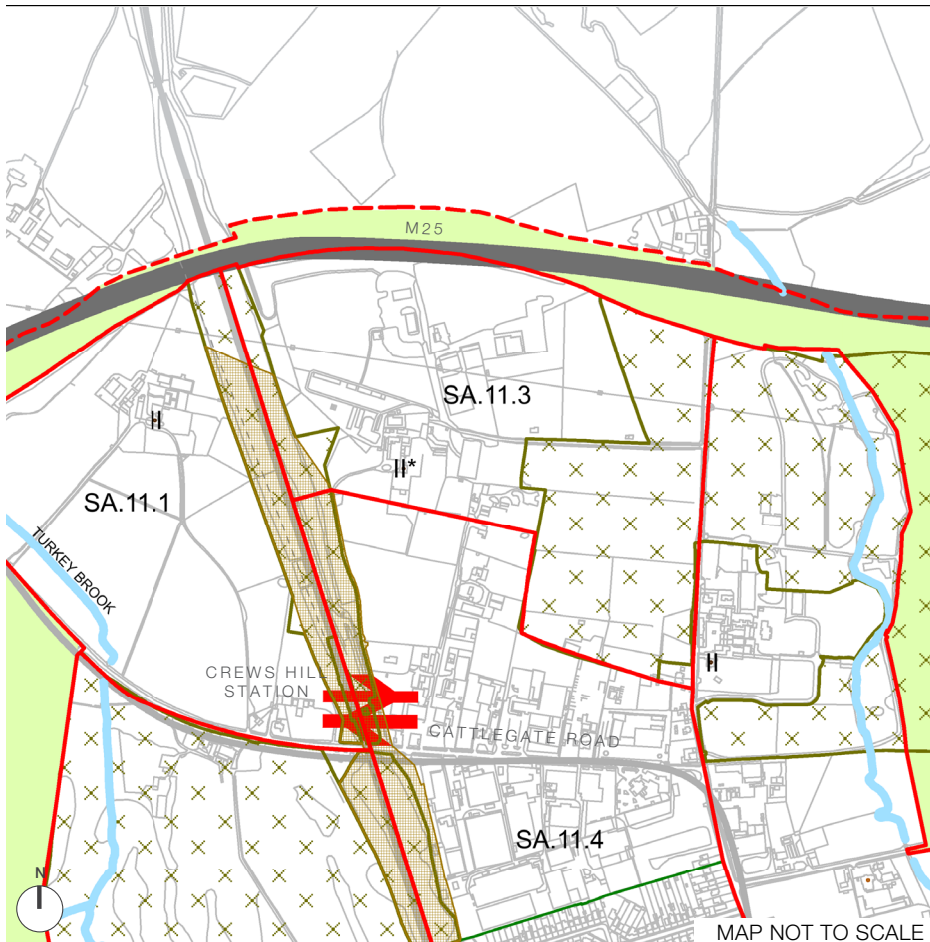 M25
SA.11.3
II
II*
SA.11.1
TURKEY BROOK
II
CREWS HILL
STATION
CATTLEGATE ROAD
SA.11.4
N
MAP NOT TO SCALE